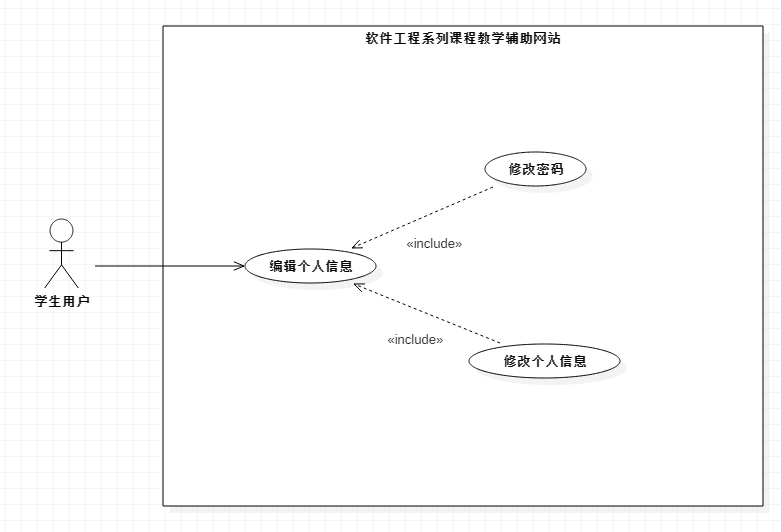 软件工程系列课程教学辅助网站
修改密码
«include»
编辑个人信息
学生用户
«include»
修改个人信息